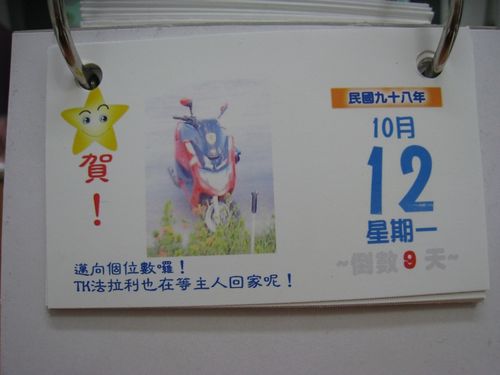 賀！
邁向個位數囉！
TK法拉利也在等主人回家呢！
民國九十八年
10月
12
星期一
~倒數9天~